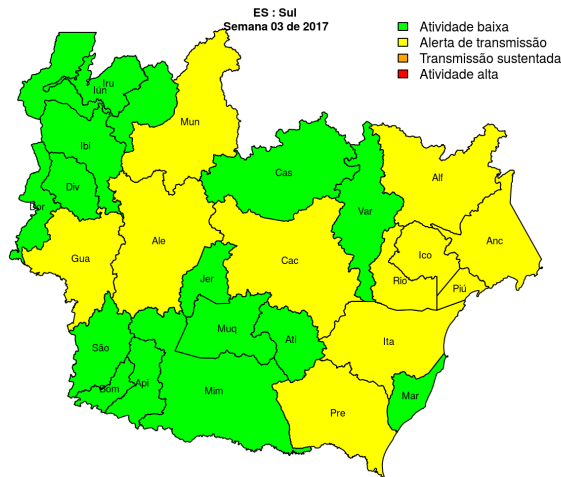 ES : Sul
Semana 03 de 2017
Atividade baixa
Alerta de transmissão
Transmissão sustentada
Atividade alta
Iru
Iún
Mun
Ibi
Cas
Alf
Div
Dor
Var
Ale
Anc
Gua
Cac
Ico
Jer
Rio
Piú
Muq
Ati
Ita
São
Api
Bom
Mim
Mar
Pre